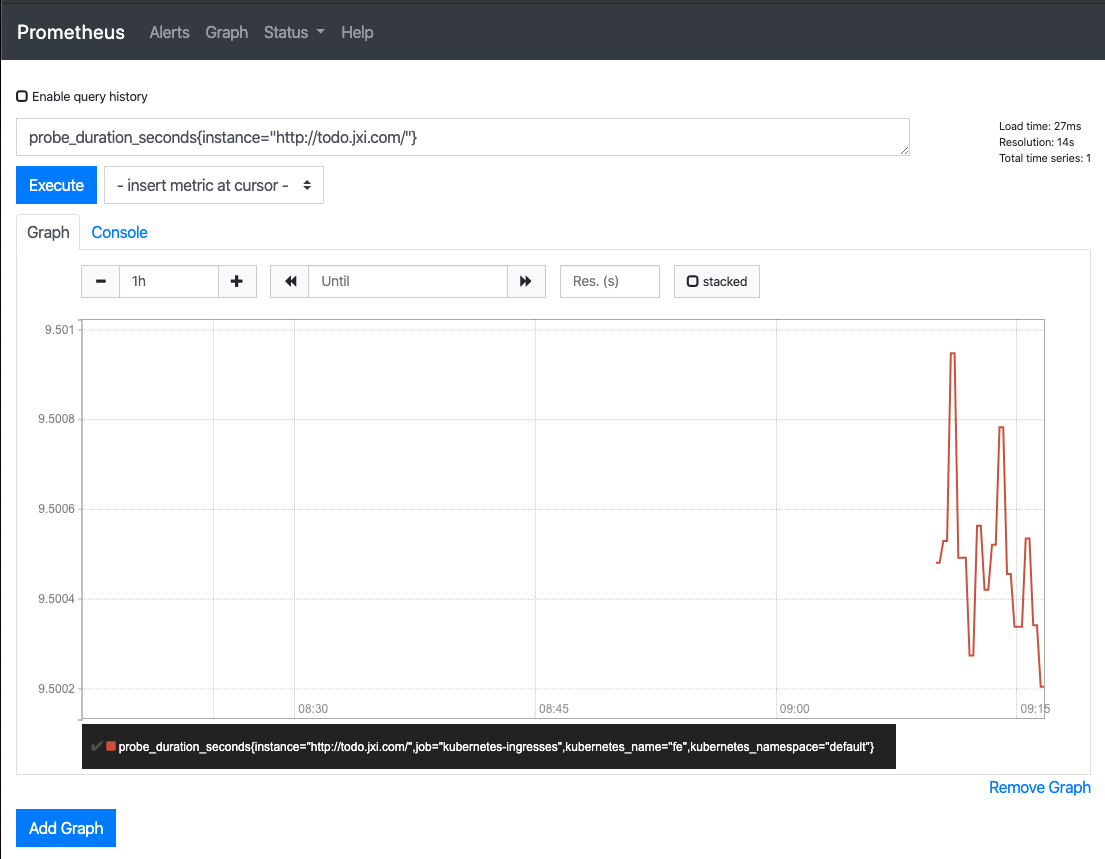 Prometheus Alerts Graph Status Help
Enable query history
probe_duration_seconds{instance="http://todo.jxi.com/"}
Load time: 27ms
Resolution: 14s
Total time series: 1
Execute - insert metric at cursor -
Graph Console
1h Until Res. (s) stacked
9.501
9.5008
9.5006
9.5004
9.5002
08:30 08:45 09:00 09:15
probe_duration_seconds{instance="http://todo.jxi.com/",job="kubernetes-ingresses",kubernetes_name="fe",kubernetes_namespace="default"}
Remove Graph
Add Graph